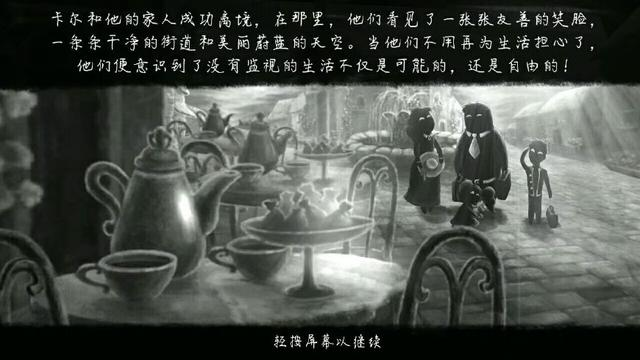 卡尔和他的家人成功离境，在那里，他们看见了一张张友善的笑脸，
一条条干净的街道和美丽蔚蓝的天空。当他们不用再为生活担心了，
他们便意识到了没有监视的生活不仅是可能的，还是自由的！
轻按屏幕以继续